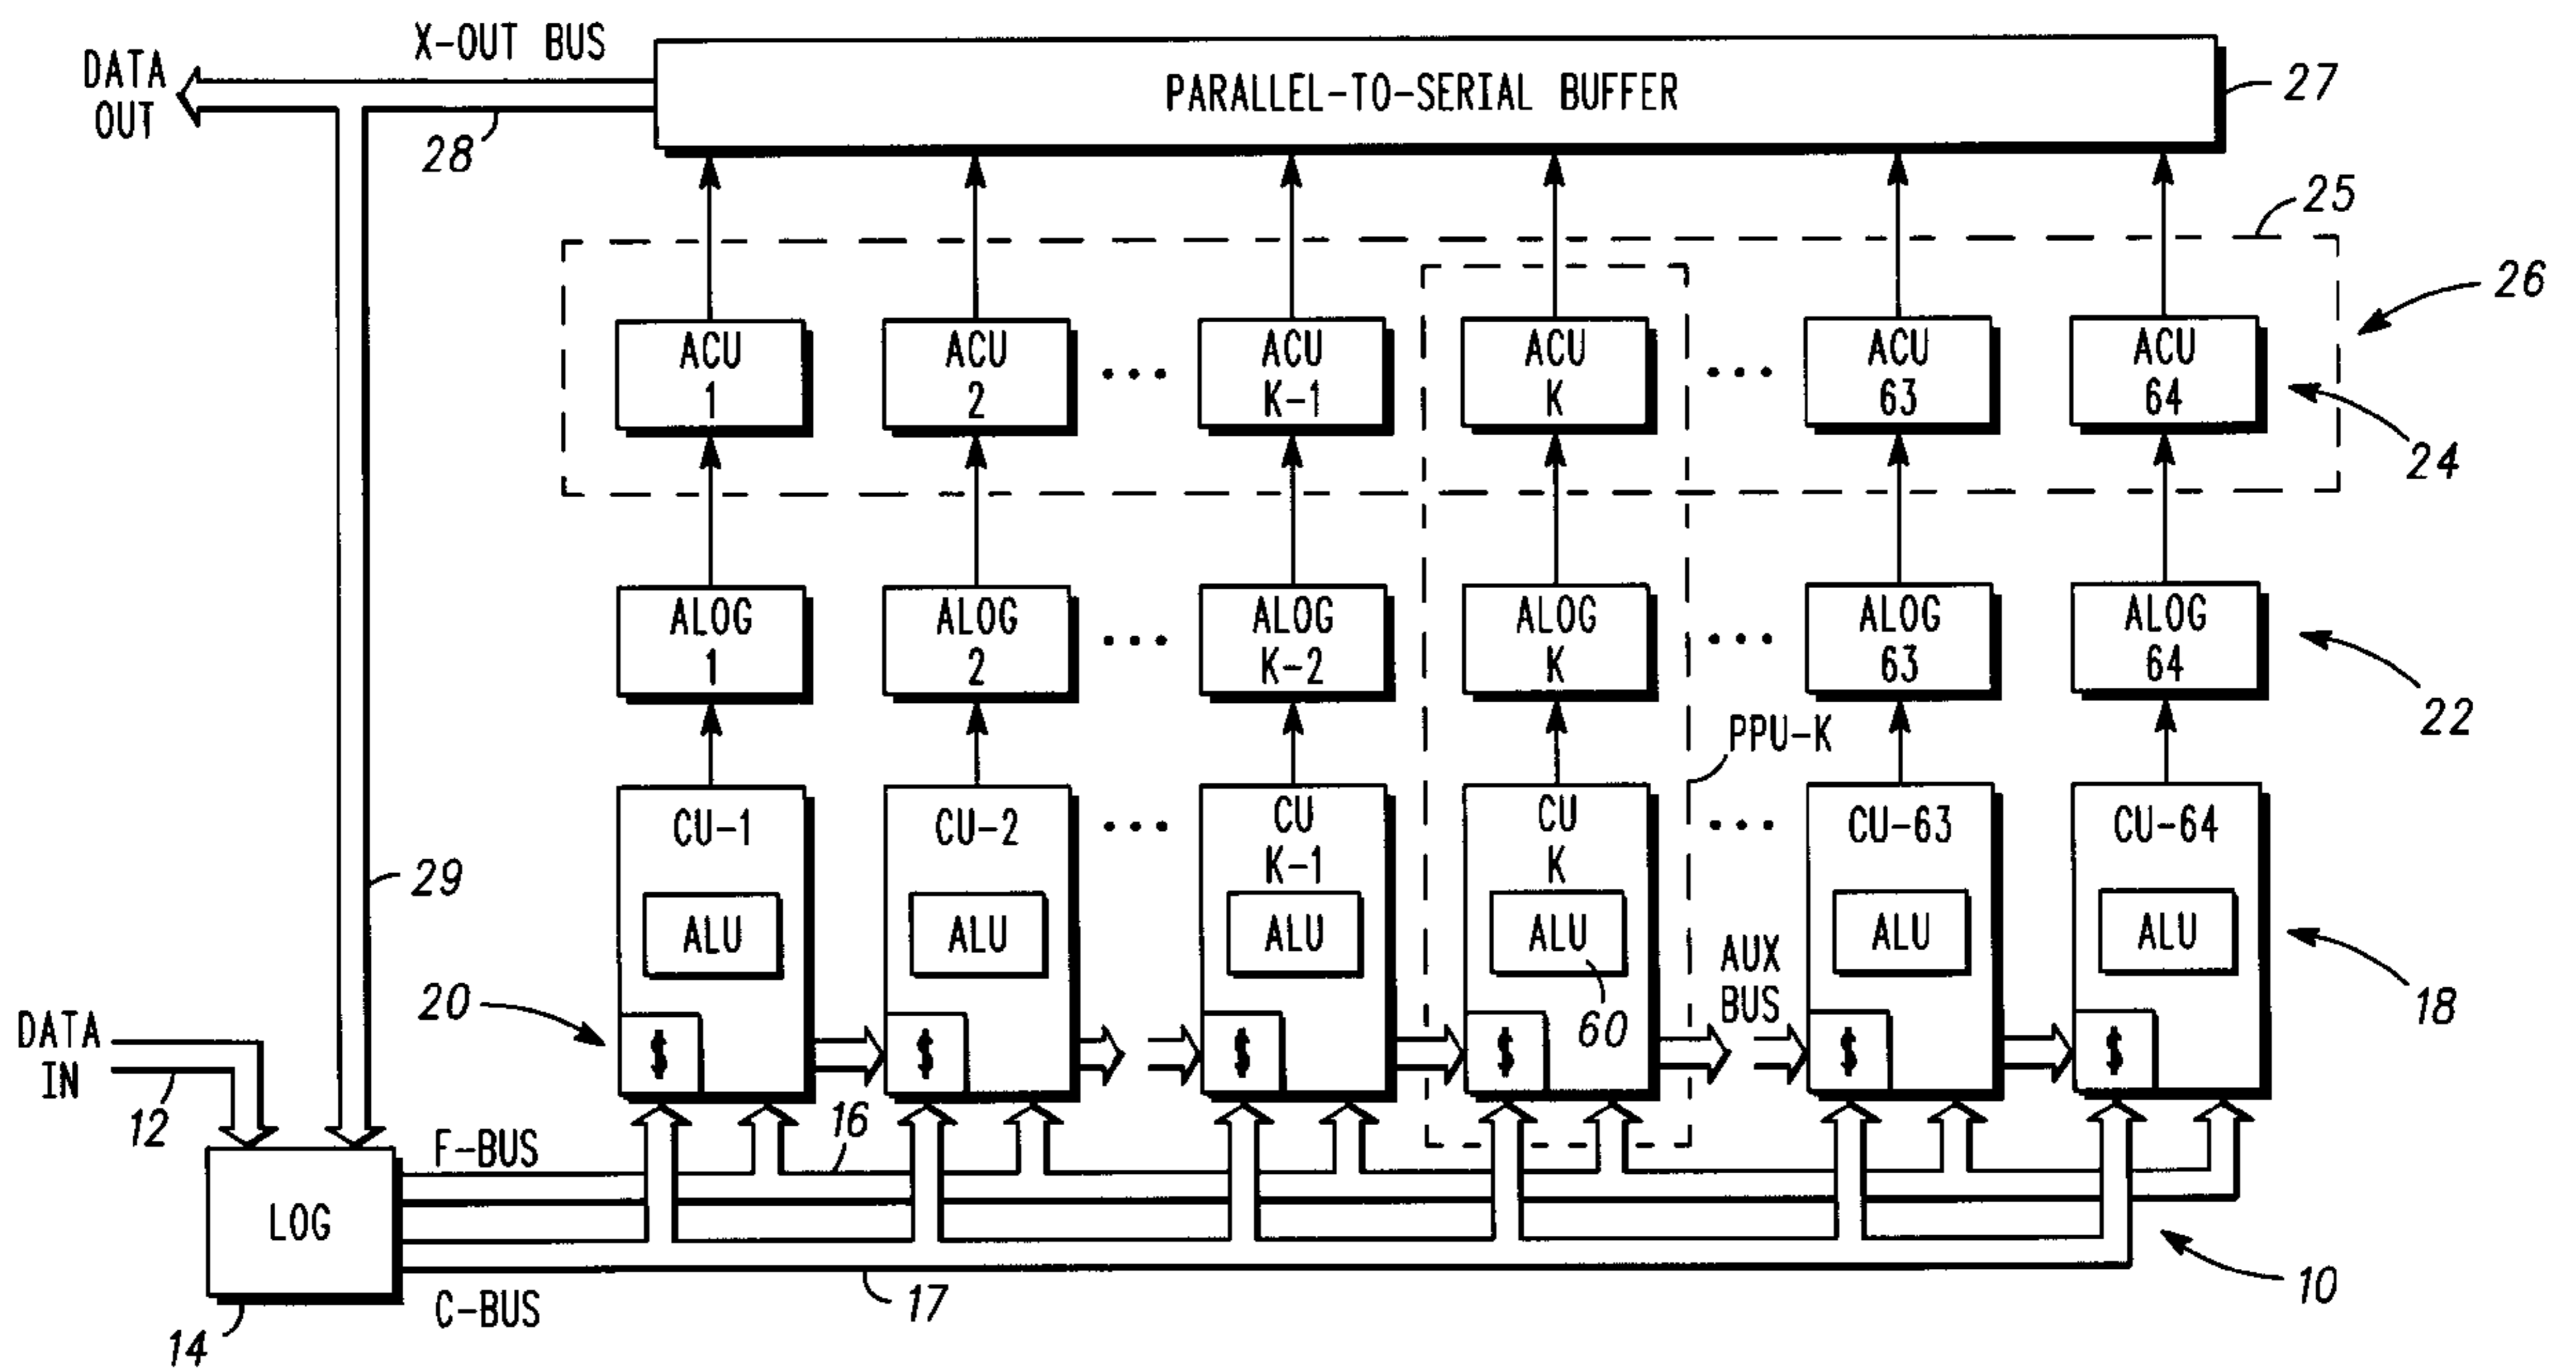 X-OUT BUS
DATA
OUT
28
PARALLEL-TO-SERIAL BUFFER
27
25
26
ACU
1
ACU
2
...
ACU
K-1
ACU
K
...
ACU
63
ACU
64
24
ALOG
1
ALOG
2
...
ALOG
K-2
ALOG
K
...
ALOG
63
ALOG
64
22
PPU-K
29
CU-1
ALU
$
CU-2
ALU
$
...
CU
K-1
ALU
$
CU
K
ALU
60
$
...
AUX
BUS
CU-63
ALU
$
CU-64
ALU
$
18
20
DATA
IN
12
F-BUS
16
LOG
14
C-BUS
17
10